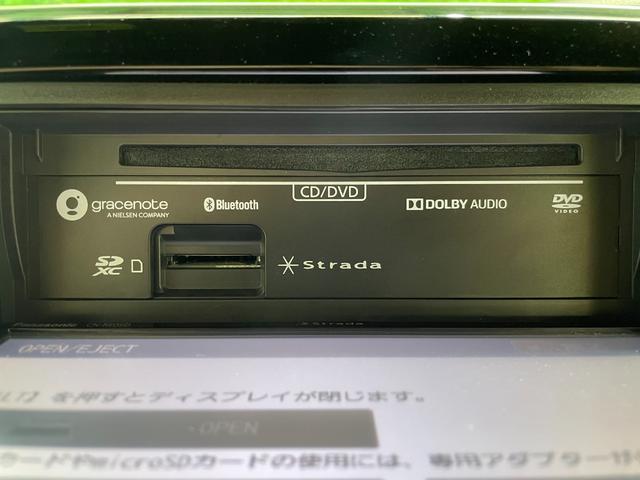 CD/DVD
gracenote
A NIELSEN COMPANY
Bluetooth
DOLBY AUDIO
DVD
VIDEO
SD
XC
Strada
Panasonic
Strada
OPEN/EJECT
を押すとディスプレイが閉じます。
OPEN
カードやmicroSDカードの使用には、専用アダプター